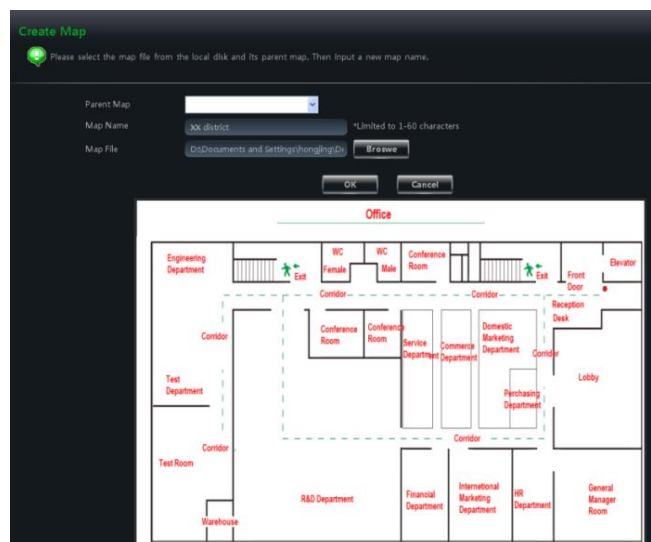 Create Map
Please select the map file from the local disk and its parent map. Then input a new map name.
Parent Map
Map Name
XX district
*Limited to 1-60 characters
Map File
D:\Documents and Settings\hongjing\De
Broswe
OK
Cancel
Office
Engineering
Department
Exit
WC
Female
WC
Male
Conference
Room
Exit
Front
Door
Elevator
Corridor
Corridor
Reception
Desk
Corridor
Conference
Room
Conference
Room
Service
Department
Commerce
Department
Domestic
Marketing
Department
Corridor
Lobby
Test
Department
Perchasing
Department
Corridor
Corridor
Test Room
R&D Department
Financial
Department
International
Marketing
Department
HR
Department
General
Manager
Room
Warehouse